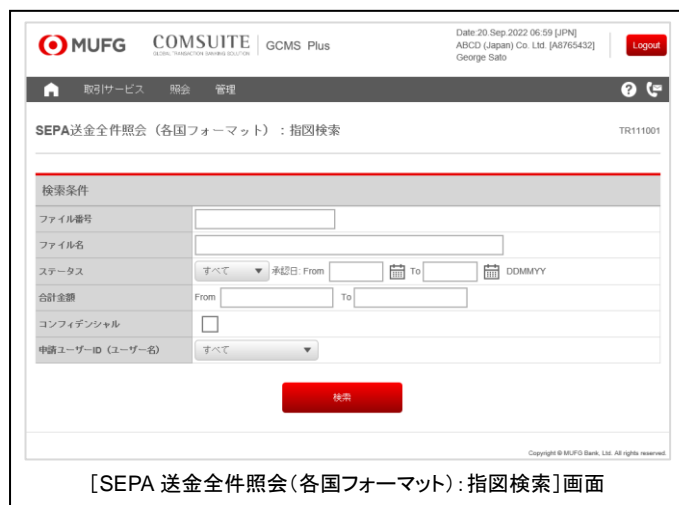 MUFG COMSUITE GCMS Plus
GLOBAL TRANSACTION BANKING SOLUTION
Date:20.Sep.2022 06:59 [JPN]
ABCD (Japan) Co. Ltd. [A8765432]
George Sato
Logout
取引サービス 照会 管理
SEPA送金全件照会（各国フォーマット）：指図検索 TR111001
検索条件
ファイル番号
ファイル名
ステータス すべて 承認日: From To DDMMYY
合計金額 From To
コンフィデンシャル
申請ユーザーID（ユーザー名） すべて
検索
Copyright © MUFG Bank, Ltd. All rights reserved.
[SEPA 送金全件照会(各国フォーマット):指図検索]画面